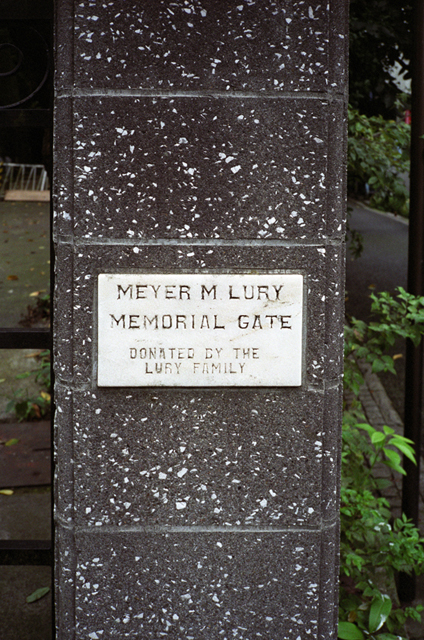 MEYER M. LURY
MEMORIAL GATE
DONATED BY THE
LURY FAMILY